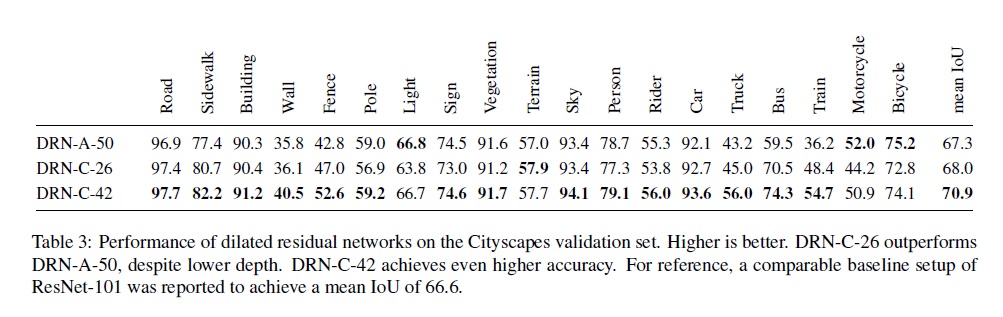 Road Sidewalk Building Wall Fence Pole Light Sign Vegetation Terrain Sky Person Rider Car Truck Bus Train Motorcycle Bicycle mean IoU
DRN-A-50 96.9 77.4 90.3 35.8 42.8 59.0 66.8 74.5 91.6 57.0 93.4 78.7 55.3 92.1 43.2 59.5 36.2 52.0 75.2 67.3
DRN-C-26 97.4 80.7 90.4 36.1 47.0 56.9 63.8 73.0 91.2 57.9 93.4 77.3 53.8 92.7 45.0 70.5 48.4 44.2 72.8 68.0
DRN-C-42 97.7 82.2 91.2 40.5 52.6 59.2 66.7 74.6 91.7 57.7 94.1 79.1 56.0 93.6 56.0 74.3 54.7 50.9 74.1 70.9
Table 3: Performance of dilated residual networks on the Cityscapes validation set. Higher is better. DRN-C-26 outperforms
DRN-A-50, despite lower depth. DRN-C-42 achieves even higher accuracy. For reference, a comparable baseline setup of
ResNet-101 was reported to achieve a mean IoU of 66.6.